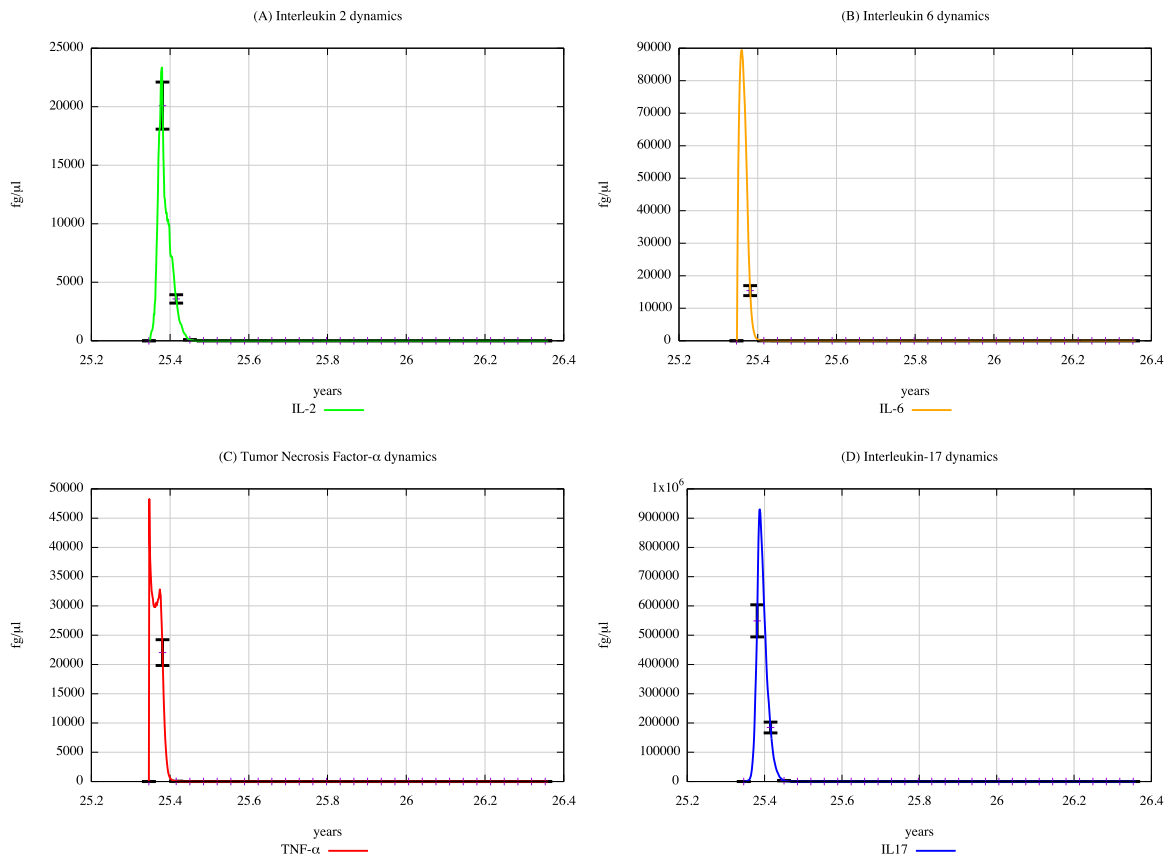 (A) Interleukin 2 dynamics
25000
20000
15000
10000
5000
0
fg/µl
25.2 25.4 25.6 25.8 26 26.2 26.4
years
IL-2
(B) Interleukin 6 dynamics
90000
80000
70000
60000
50000
40000
30000
20000
10000
0
fg/µl
25.2 25.4 25.6 25.8 26 26.2 26.4
years
IL-6
(C) Tumor Necrosis Factor-α dynamics
50000
45000
40000
35000
30000
25000
20000
15000
10000
5000
0
fg/µl
25.2 25.4 25.6 25.8 26 26.2 26.4
years
TNF-α
(D) Interleukin-17 dynamics
1x10⁶
900000
800000
700000
600000
500000
400000
300000
200000
100000
0
fg/µl
25.2 25.4 25.6 25.8 26 26.2 26.4
years
IL17